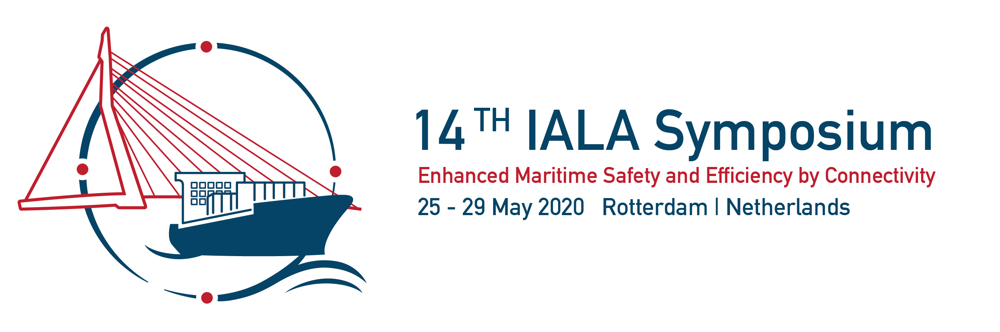 14TH IALA Symposium
Enhanced Maritime Safety and Efficiency by Connectivity
25 - 29 May 2020 Rotterdam | Netherlands